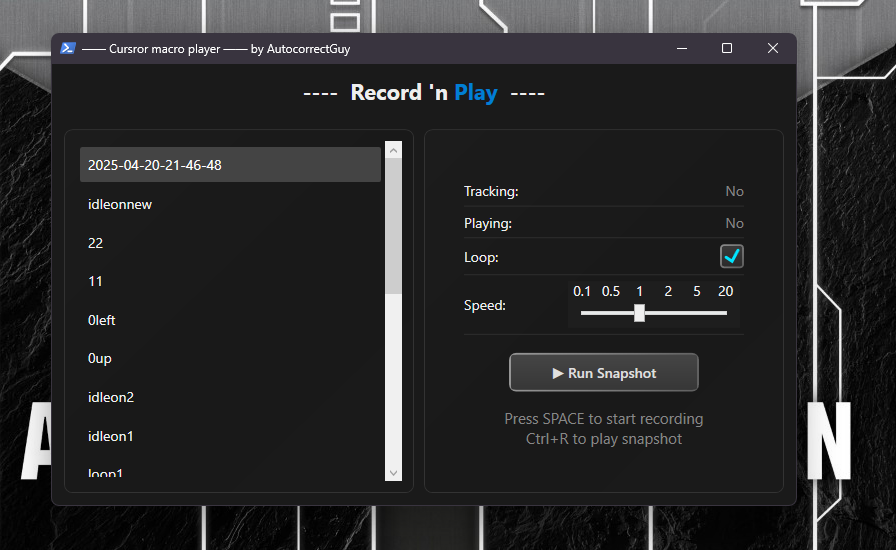 —— Cursror macro player —— by AutocorrectGuy
---- Record 'n Play ----
2025-04-20-21-46-48
idleonnew
22
11
0left
0up
idleon2
idleon1
loop1
Tracking: No
Playing: No
Loop:
Speed: 0.1 0.5 1 2 5 20
▶ Run Snapshot
Press SPACE to start recording
Ctrl+R to play snapshot
A
N